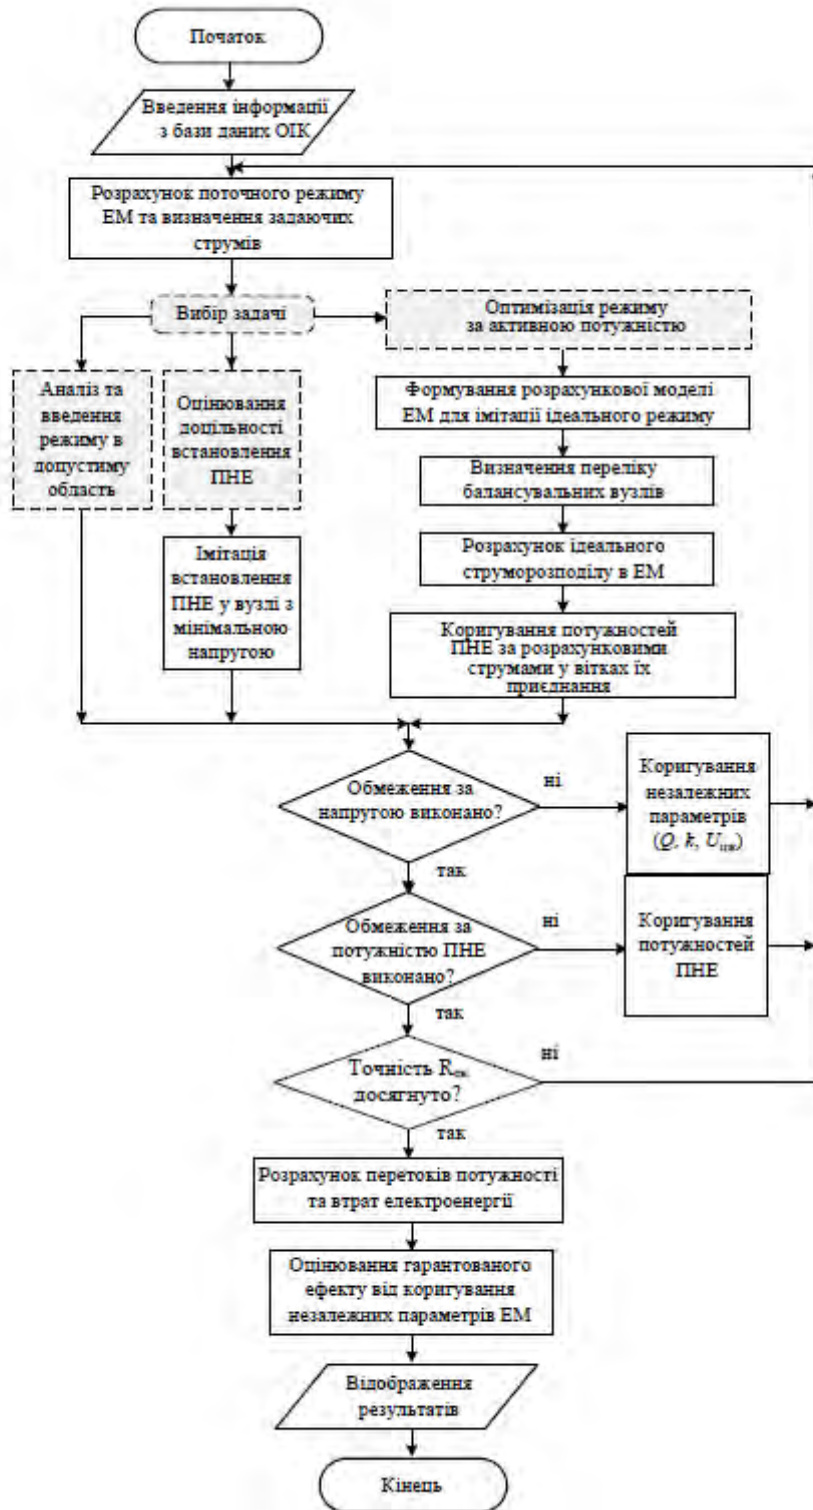 Початок
Введення інформації
з бази даних ОІК
Розрахунок поточного режиму
ЕМ та визначення задаючих
струмів
Вибір задачі
Оптимізація режиму
за активною потужністю
Аналіз та
введення
режиму в
допустиму
область
Оцінювання
доцільності
встановлення
ПНЕ
Формування розрахункової моделі
ЕМ для імітації ідеального режиму
Визначення переліку
балансувальних вузлів
Імітація
встановлення
ПНЕ у вузлі з
мінімальною
напругою
Розрахунок ідеального
струморозподілу в ЕМ
Коригування потужностей
ПНЕ за розрахунковими
струмами у вітках їх
приєднання
Обмеження за
напругою виконано?
ні
Коригування
незалежних
параметрів
(Q, k,
так
Обмеження за
потужністю ПНЕ
виконано?
ні
Коригування
потужностей
ПНЕ
так
Точність
досягнуто?
ні
так
Розрахунок перетоків потужності
та втрат електроенергії
Оцінювання гарантованого
ефекту від коригування
незалежних параметрів ЕМ
Відображення
результатів
Кінець